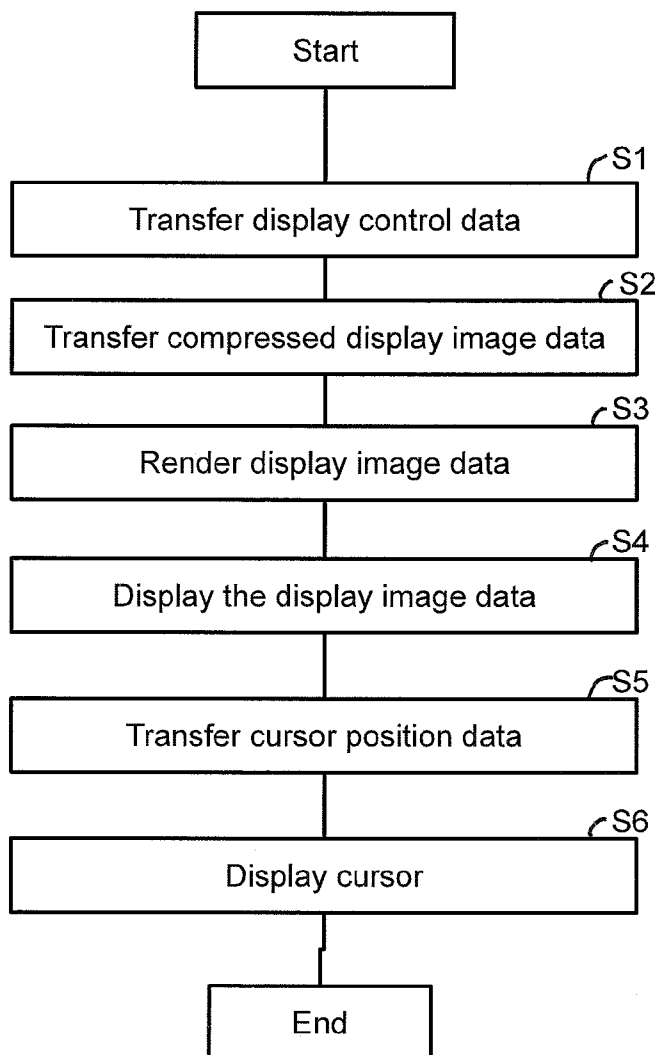 Start
S1
Transfer display control data
S2
Transfer compressed display image data
S3
Render display image data
S4
Display the display image data
S5
Transfer cursor position data
S6
Display cursor
End